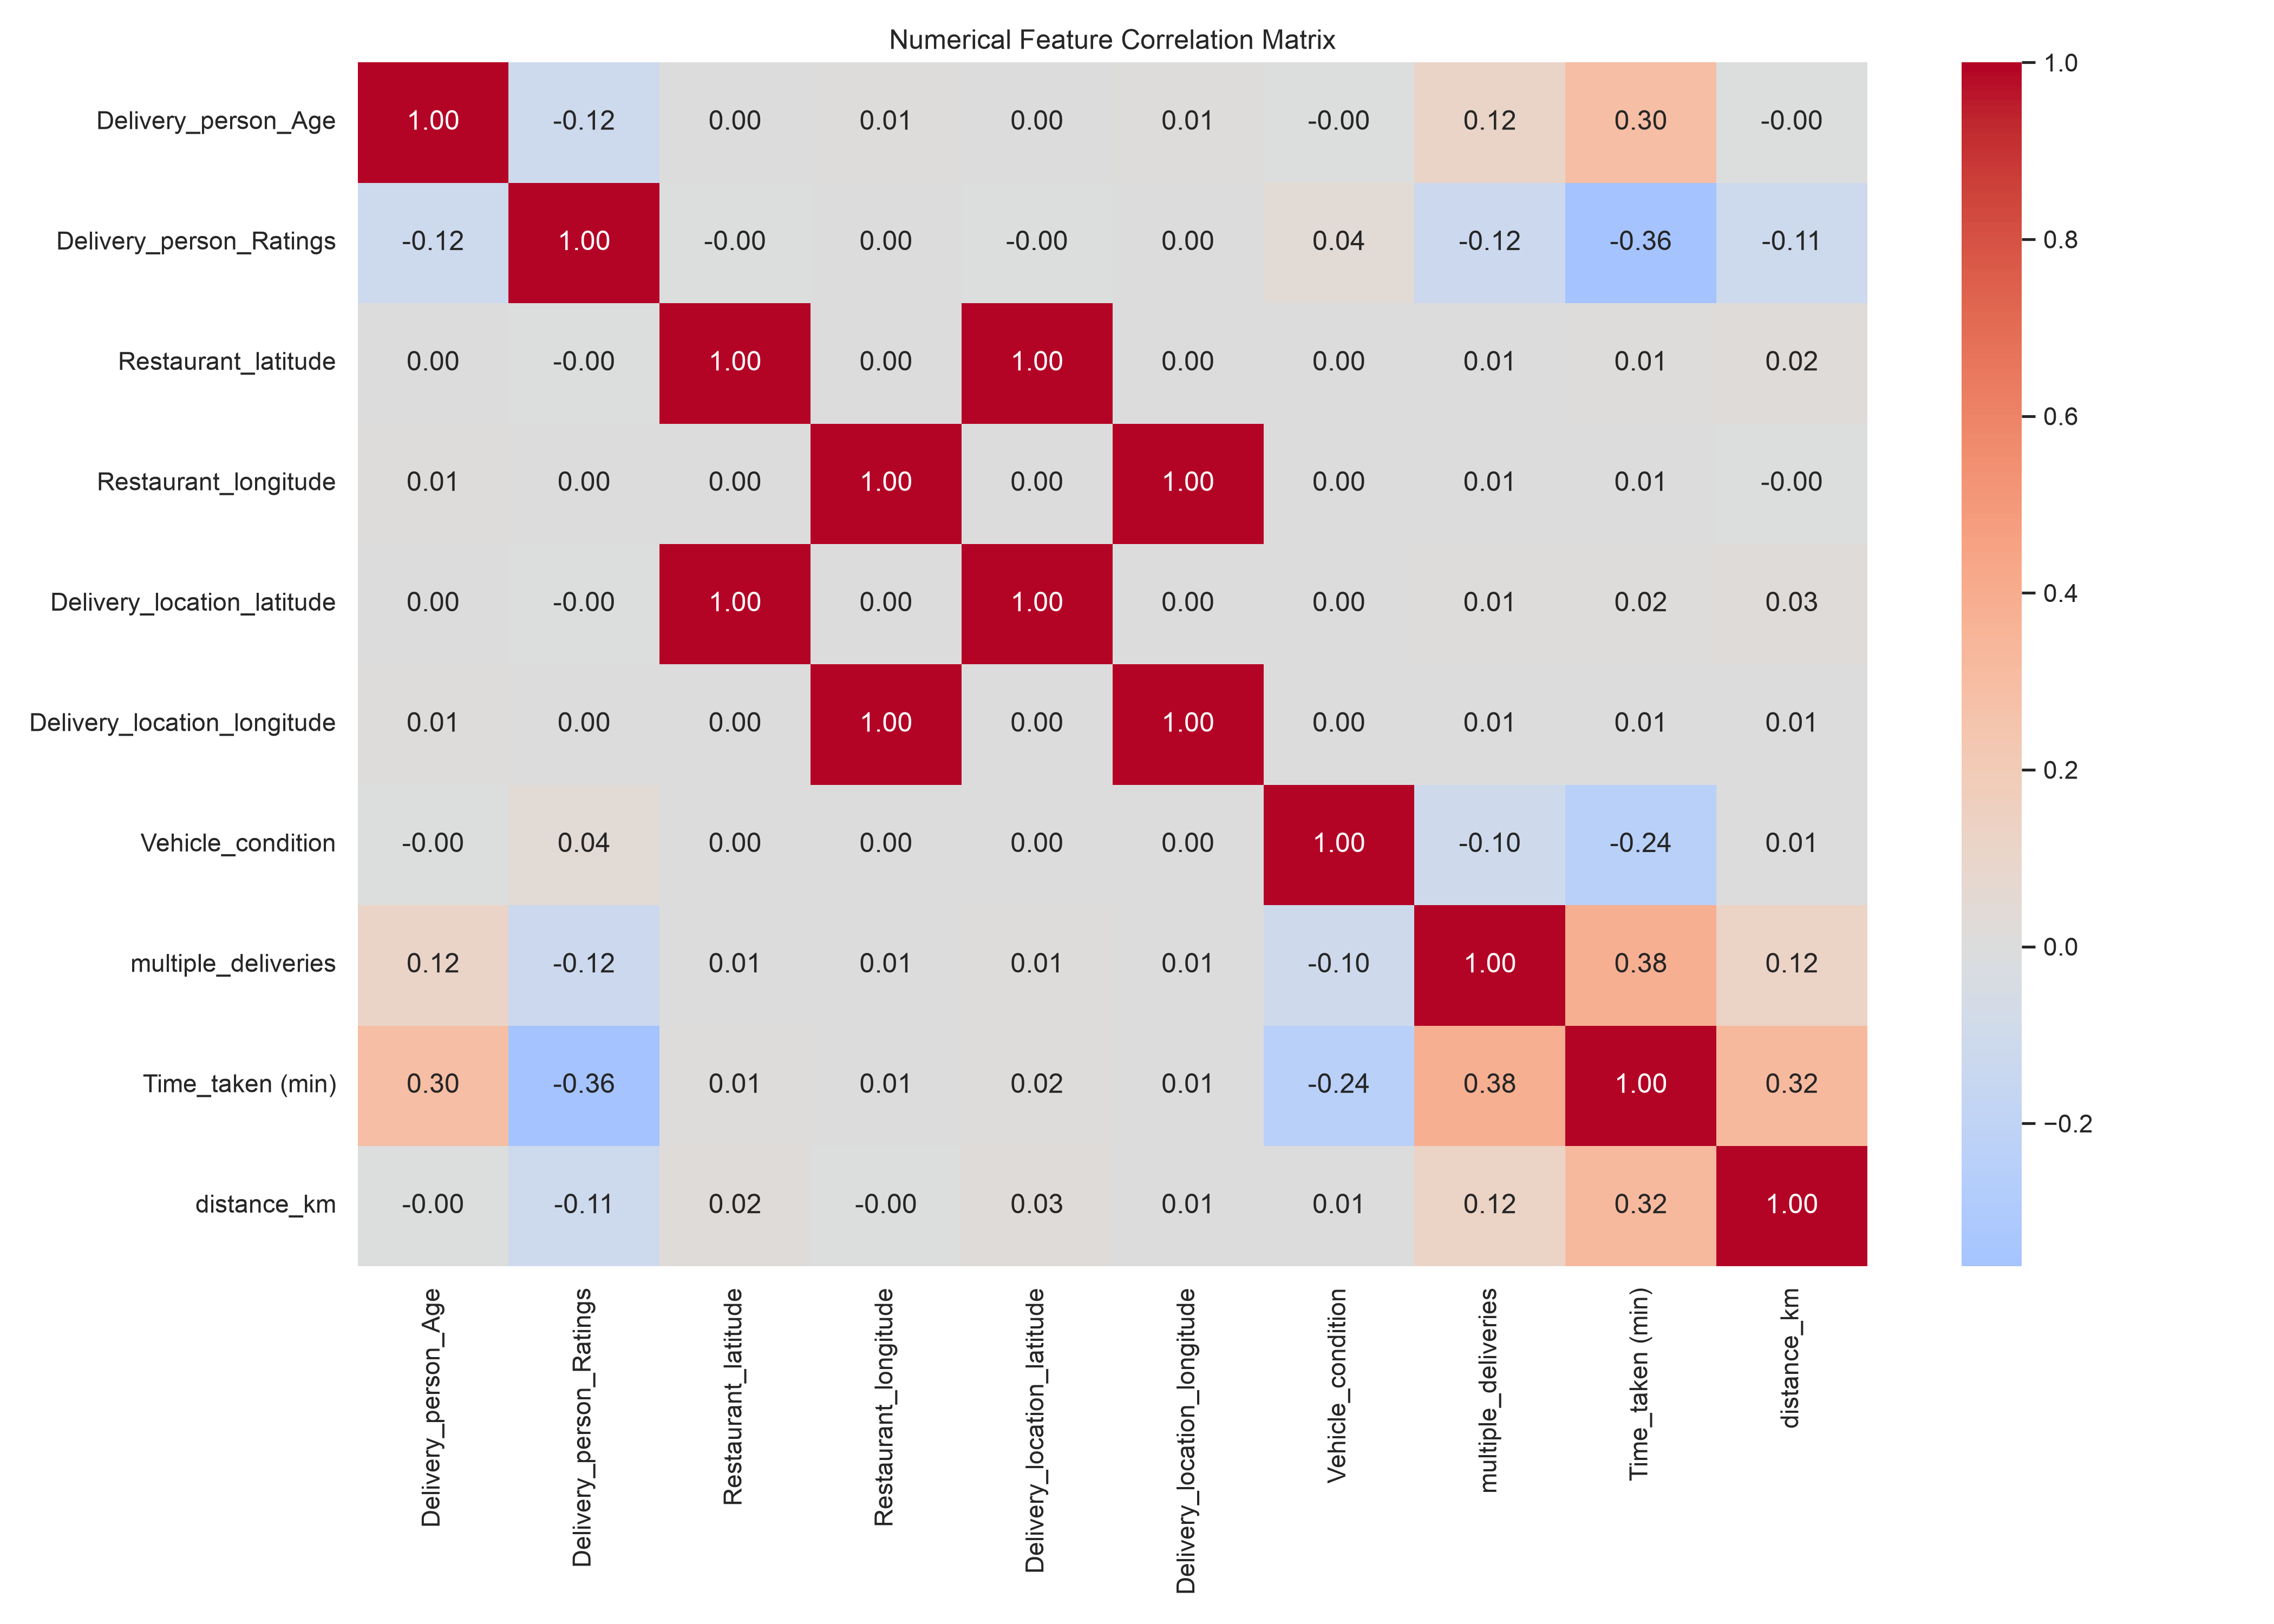 Numerical Feature Correlation Matrix
Delivery_person_Age 1.00 -0.12 0.00 0.01 0.00 0.01 -0.00 0.12 0.30 -0.00
Delivery_person_Ratings -0.12 1.00 -0.00 0.00 -0.00 0.00 0.04 -0.12 -0.36 -0.11
Restaurant_latitude 0.00 -0.00 1.00 0.00 1.00 0.00 0.00 0.01 0.01 0.02
Restaurant_longitude 0.01 0.00 0.00 1.00 0.00 1.00 0.00 0.01 0.01 -0.00
Delivery_location_latitude 0.00 -0.00 1.00 0.00 1.00 0.00 0.00 0.01 0.02 0.03
Delivery_location_longitude 0.01 0.00 0.00 1.00 0.00 1.00 0.00 0.01 0.01 0.01
Vehicle_condition -0.00 0.04 0.00 0.00 0.00 0.00 1.00 -0.10 -0.24 0.01
multiple_deliveries 0.12 -0.12 0.01 0.01 0.01 0.01 -0.10 1.00 0.38 0.12
Time_taken (min) 0.30 -0.36 0.01 0.01 0.02 0.01 -0.24 0.38 1.00 0.32
distance_km -0.00 -0.11 0.02 -0.00 0.03 0.01 0.01 0.12 0.32 1.00
Delivery_person_Age
Delivery_person_Ratings
Restaurant_latitude
Restaurant_longitude
Delivery_location_latitude
Delivery_location_longitude
Vehicle_condition
multiple_deliveries
Time_taken (min)
distance_km
1.0
0.8
0.6
0.4
0.2
0.0
−0.2